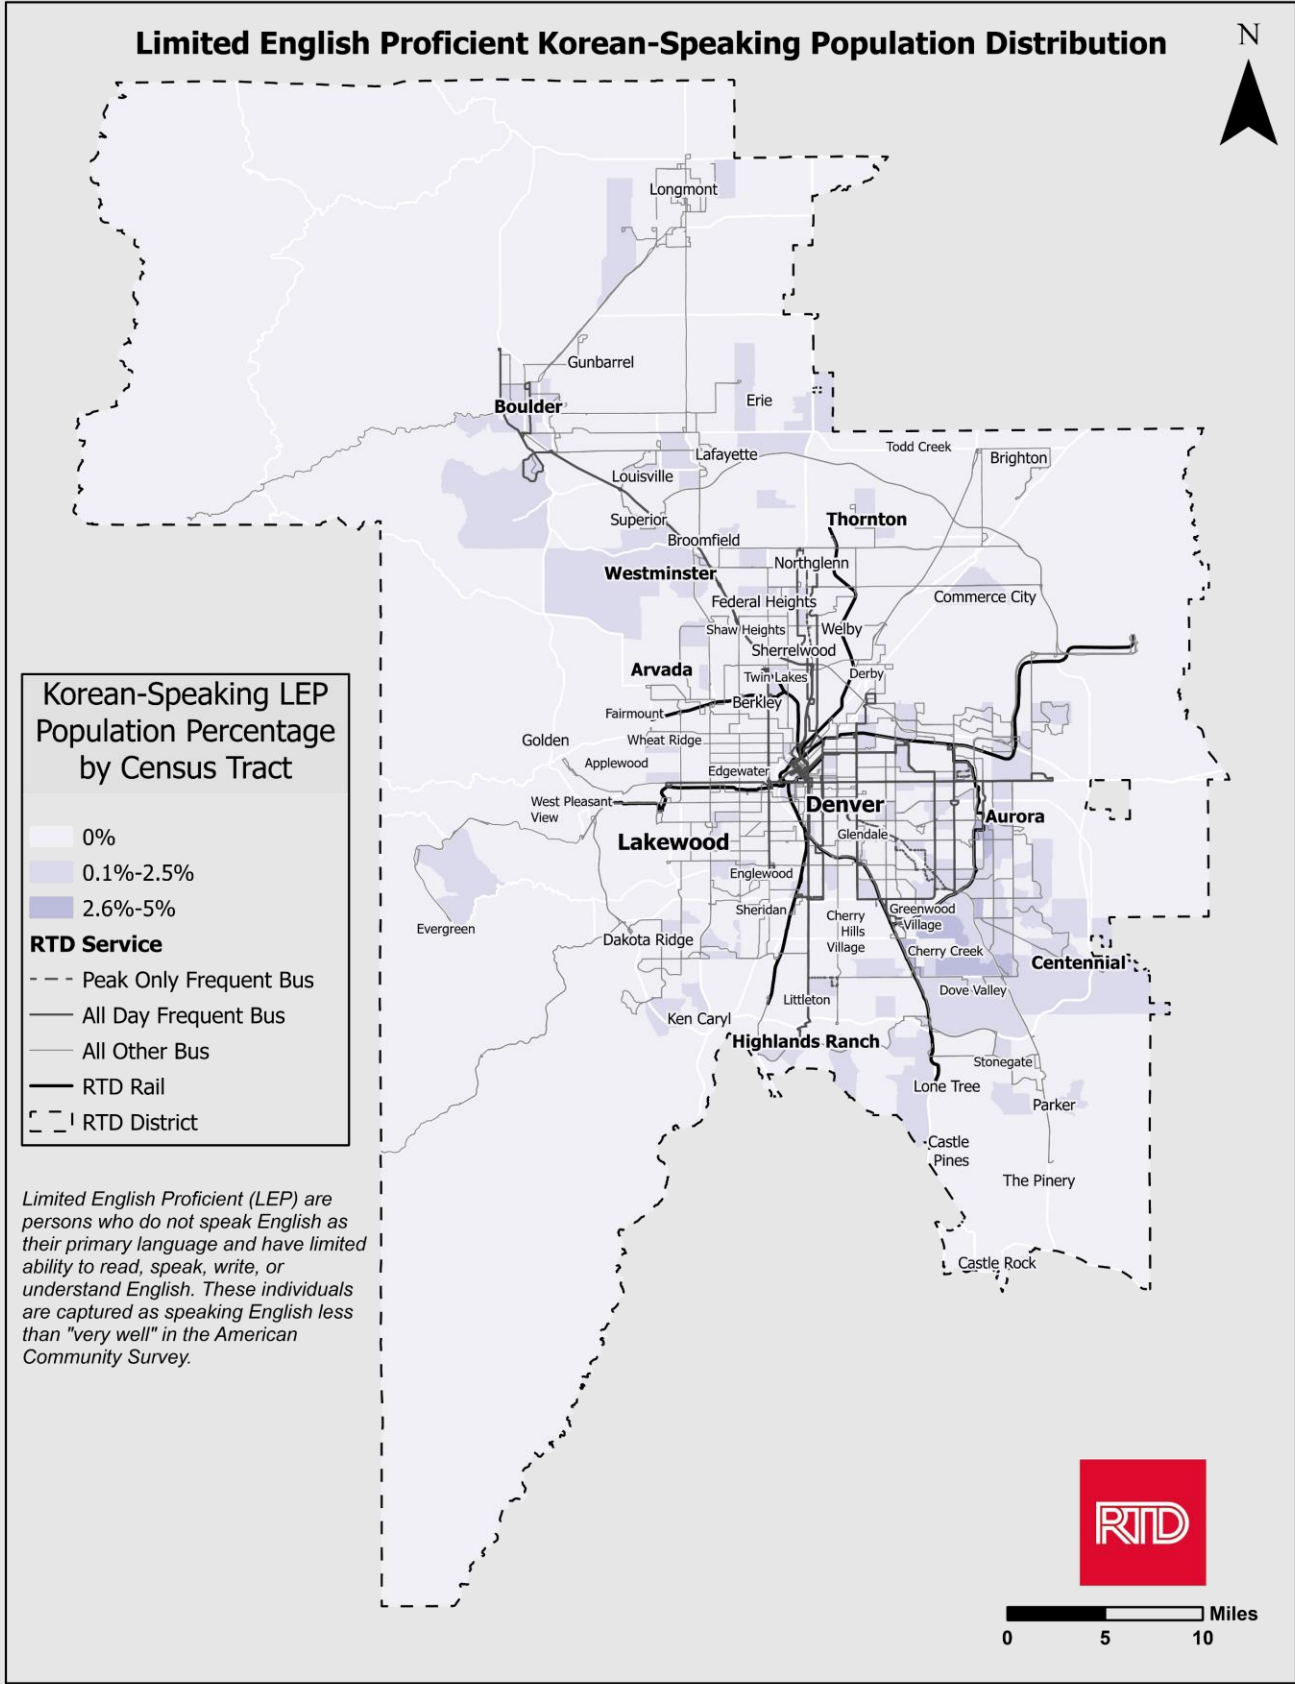 Limited English Proficient Korean-Speaking Population Distribution
N
Longmont
Gunbarrel
Boulder
Erie
Todd Creek
Brighton
Lafayette
Louisville
Superior
Thornton
Broomfield
Northglenn
Westminster
Federal Heights
Commerce City
Shaw Heights
Welby
Sherrelwood
Arvada
Twin Lakes
Derby
Berkley
Fairmount
Golden
Wheat Ridge
Applewood
Edgewater
West Pleasant
View
Denver
Aurora
Lakewood
Glendale
Englewood
Sheridan
Cherry
Hills
Village
Greenwood
Village
Evergreen
Dakota Ridge
Cherry Creek
Centennial
Dove Valley
Littleton
Ken Caryl
Highlands Ranch
Stonegate
Lone Tree
Parker
Castle
Pines
The Pinery
Castle Rock
Korean-Speaking LEP
Population Percentage
by Census Tract
0%
0.1%-2.5%
2.6%-5%
RTD Service
Peak Only Frequent Bus
All Day Frequent Bus
All Other Bus
RTD Rail
RTD District
Limited English Proficient (LEP) are
persons who do not speak English as
their primary language and have limited
ability to read, speak, write, or
understand English. These individuals
are captured as speaking English less
than "very well" in the American
Community Survey.
RTD
Miles
0 5 10